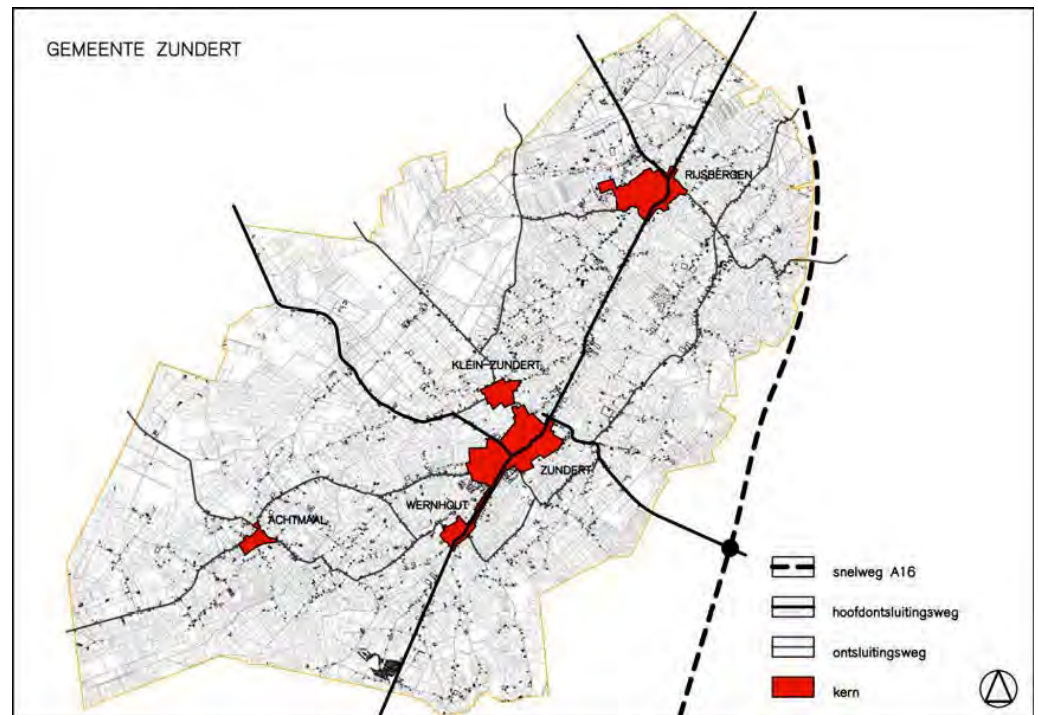 GEMEENTE ZUNDERT
RIJSBERGEN
KLEIN-ZUNDERT
ZUNDERT
WERNHOUT
ACHTMAAL
snelweg A16
hoofdontsluitingsweg
ontsluitingsweg
kern